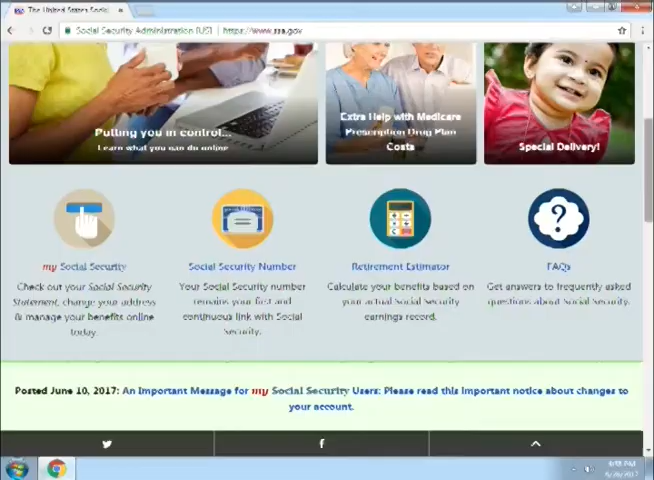 The United States Social
Social Security Administration [US] | https://www.ssa.gov
Putting you in control...
Learn what you can do online
Extra Help with Medicare
Prescription Drug Plan
Costs
Special Delivery!
my Social Security
Check out your Social Security
Statement, change your address
& manage your benefits online
today.
Social Security Number
Your Social Security number
remains your first and
continuous link with Social
Security.
Retirement Estimator
Calculate your benefits based on
your actual Social Security
earnings record.
FAQs
Get answers to frequently asked
questions about Social Security.
Posted June 10, 2017: An Important Message for my Social Security Users: Please read this important notice about changes to
your account.